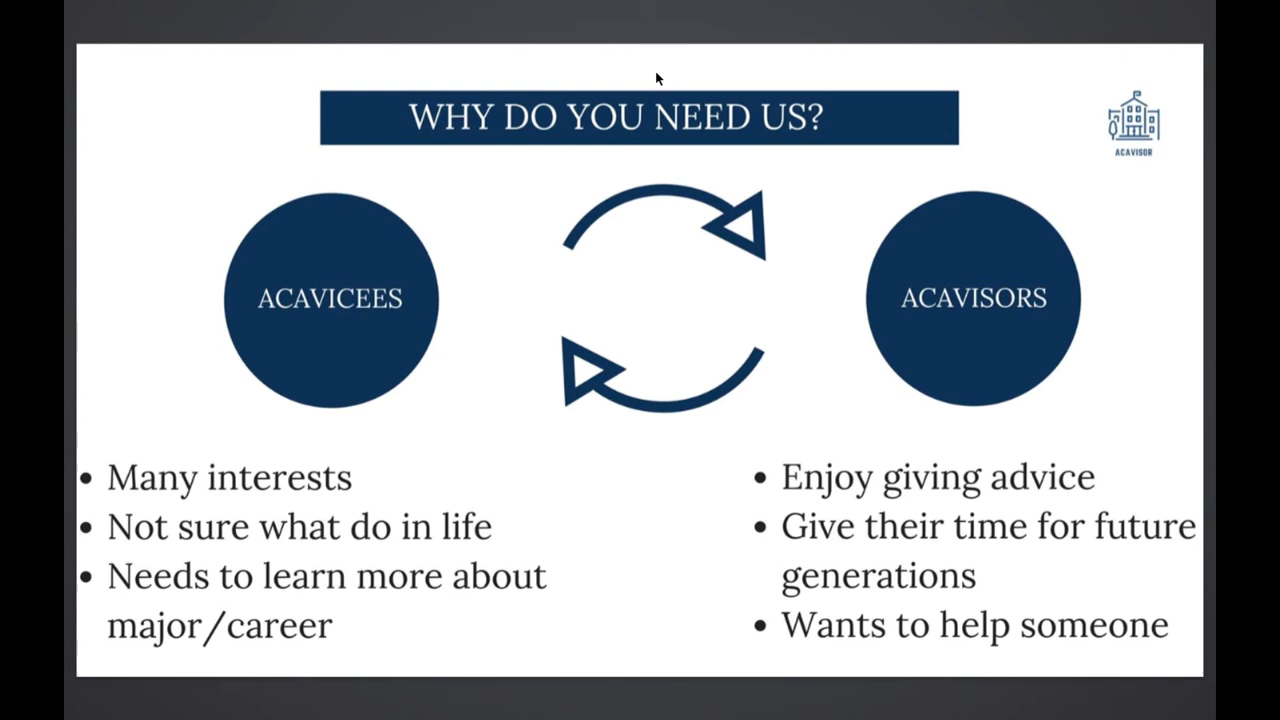 WHY DO YOU NEED US?
ACAVISOR
ACAVICEES
ACAVISORS
• Many interests
• Not sure what do in life
• Needs to learn more about
major/career
• Enjoy giving advice
• Give their time for future
generations
• Wants to help someone